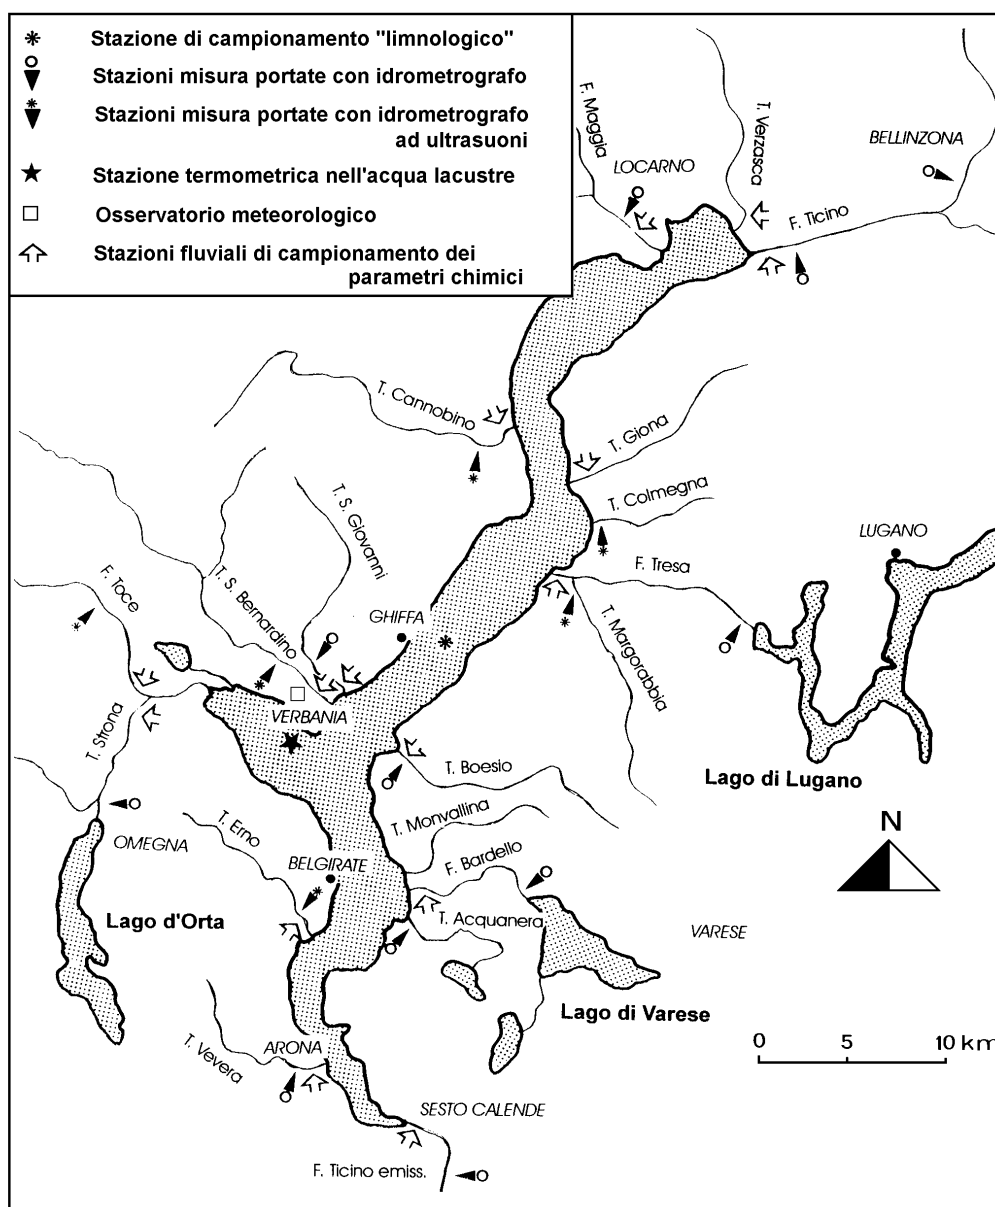 Stazione di campionamento "limnologico"
Stazioni misura portate con idrometrografo
Stazioni misura portate con idrometrografo
ad ultrasuoni
Stazione termometrica nell'acqua lacustre
Osservatorio meteorologico
Stazioni fluviali di campionamento dei
parametri chimici
F. Maggia
T. Verzasca
BELLINZONA
LOCARNO
F. Ticino
T. Cannobino
T. Giona
T. S. Giovanni
T. Colmegna
LUGANO
F. Toce
T. S. Bernardino
F. Tresa
GHIFFA
T. Margorabbia
VERBANIA
T. Strona
T. Boesio
Lago di Lugano
T. Monvallina
T. Erno
N
OMEGNA
BELGIRATE
F. Bardello
Lago d'Orta
T. Acquanera
VARESE
Lago di Varese
T. Vevera
ARONA
0 5 10 km
SESTO CALENDE
F. Ticino emiss.